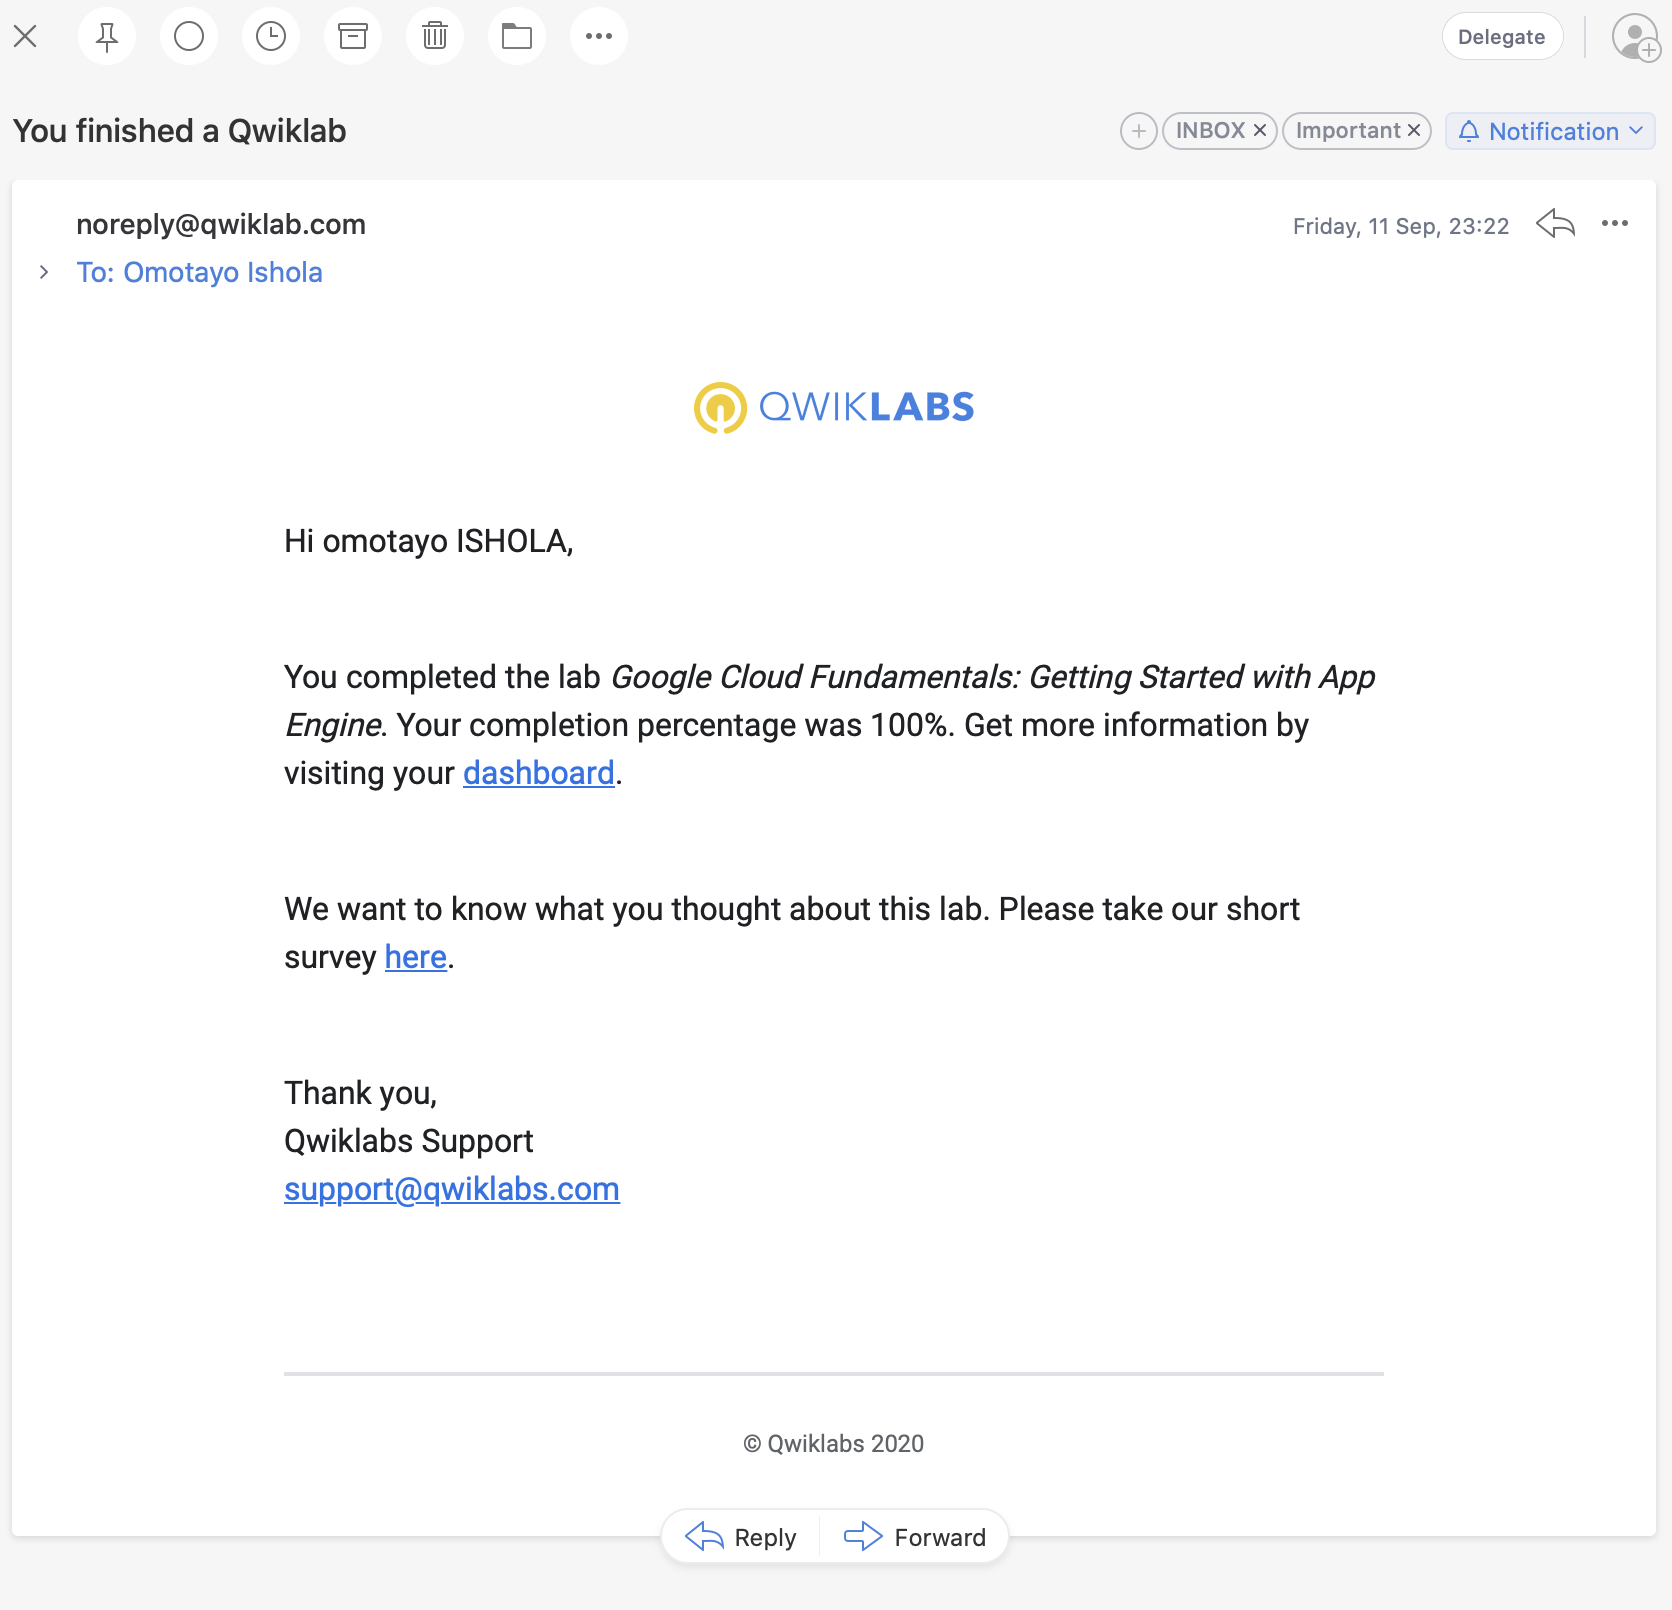 Delegate
You finished a Qwiklab
INBOX
Important
Notification
noreply@qwiklab.com
Friday, 11 Sep, 23:22
To: Omotayo Ishola
QWIKLABS
Hi omotayo ISHOLA,
You completed the lab Google Cloud Fundamentals: Getting Started with App
Engine. Your completion percentage was 100%. Get more information by
visiting your dashboard.
We want to know what you thought about this lab. Please take our short
survey here.
Thank you,
Qwiklabs Support
support@qwiklabs.com
© Qwiklabs 2020
Reply
Forward